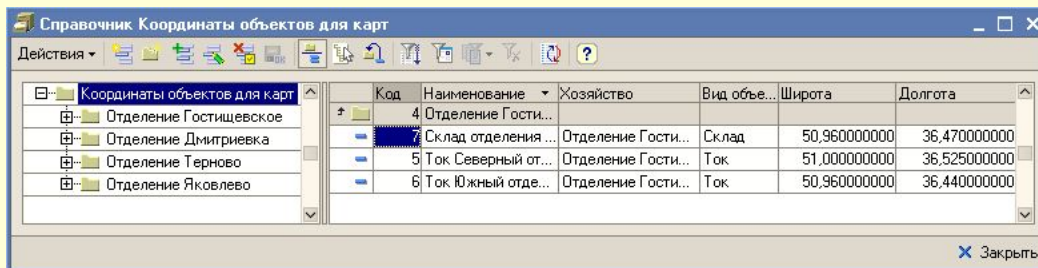 Справочник Координаты объектов для карт
Действия
Координаты объектов для карт
Отделение Гостищевское
Отделение Дмитриевка
Отделение Терново
Отделение Яковлево
Код Наименование Хозяйство Вид объе... Широта Долгота
4 Отделение Гости...
7 Склад отделения ... Отделение Гости... Склад 50,960000000 36,470000000
5 Ток Северный от... Отделение Гости... Ток 51,000000000 36,525000000
6 Ток Южный отде... Отделение Гости... Ток 50,960000000 36,440000000
Закрыть